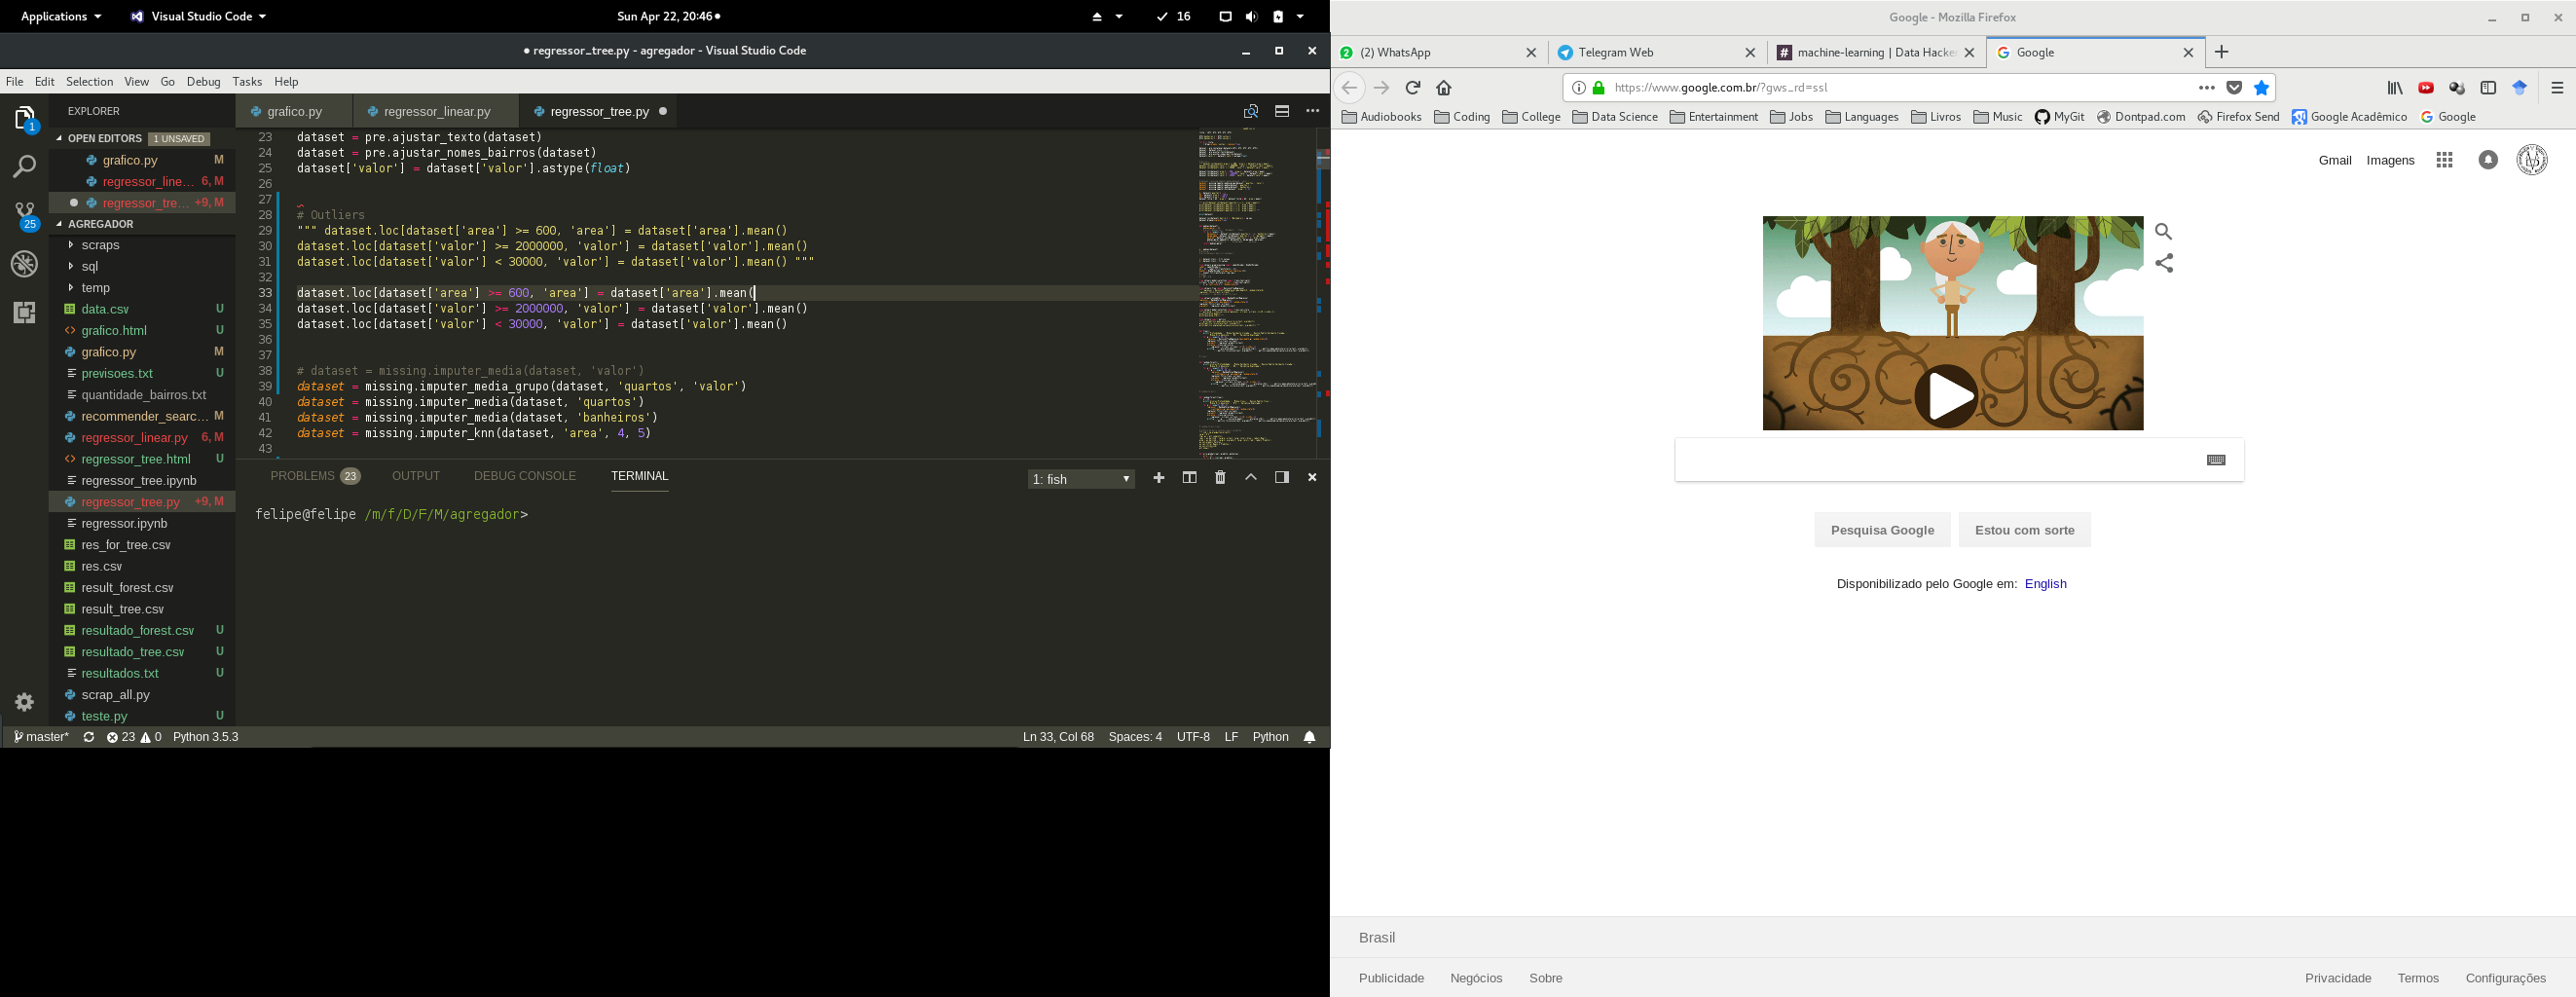 Applications
Visual Studio Code
Sun Apr 22, 20:46
16
● regressor_tree.py - agregador - Visual Studio Code
File Edit Selection View Go Debug Tasks Help
EXPLORER
1
OPEN EDITORS 1 UNSAVED
grafico.py M
regressor_line... 6, M
regressor_tre... +9, M
25
AGREGADOR
scraps
sql
temp
data.csv U
grafico.html U
grafico.py M
previsoes.txt U
quantidade_bairros.txt
recommender_searc... M
regressor_linear.py 6, M
regressor_tree.html U
regressor_tree.ipynb
regressor_tree.py +9, M
regressor.ipynb
res_for_tree.csv
res.csv
result_forest.csv
result_tree.csv
resultado_forest.csv U
resultado_tree.csv U
resultados.txt U
scrap_all.py
teste.py U
grafico.py
regressor_linear.py
regressor_tree.py
23 dataset = pre.ajustar_texto(dataset)
24 dataset = pre.ajustar_nomes_bairros(dataset)
25 dataset['valor'] = dataset['valor'].astype(float)
26
27
28 # Outliers
29 """ dataset.loc[dataset['area'] >= 600, 'area'] = dataset['area'].mean()
30 dataset.loc[dataset['valor'] >= 2000000, 'valor'] = dataset['valor'].mean()
31 dataset.loc[dataset['valor'] < 30000, 'valor'] = dataset['valor'].mean() """
32
33 dataset.loc[dataset['area'] >= 600, 'area'] = dataset['area'].mean(
34 dataset.loc[dataset['valor'] >= 2000000, 'valor'] = dataset['valor'].mean()
35 dataset.loc[dataset['valor'] < 30000, 'valor'] = dataset['valor'].mean()
36
37
38 # dataset = missing.imputer_media(dataset, 'valor')
39 dataset = missing.imputer_media_grupo(dataset, 'quartos', 'valor')
40 dataset = missing.imputer_media(dataset, 'quartos')
41 dataset = missing.imputer_media(dataset, 'banheiros')
42 dataset = missing.imputer_knn(dataset, 'area', 4, 5)
43
PROBLEMS 23 OUTPUT DEBUG CONSOLE TERMINAL
1: fish
felipe@felipe /m/f/D/F/M/agregador>
master* 23 0 Python 3.5.3
Ln 33, Col 68 Spaces: 4 UTF-8 LF Python
Google - Mozilla Firefox
(2) WhatsApp
Telegram Web
machine-learning | Data Hacke
Google
https://www.google.com.br/?gws_rd=ssl
Audiobooks Coding College Data Science Entertainment Jobs Languages Livros Music MyGit Dontpad.com Firefox Send Google Acadêmico Google
Gmail Imagens
Pesquisa Google
Estou com sorte
Disponibilizado pelo Google em: English
Brasil
Publicidade Negócios Sobre
Privacidade Termos Configurações